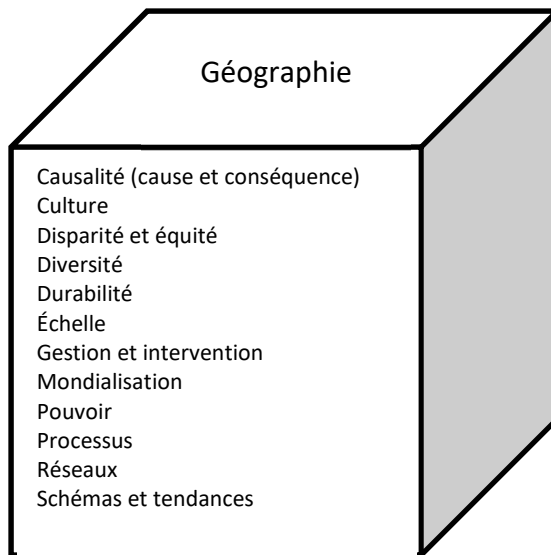 Géographie
Causalité (cause et conséquence)
Culture
Disparité et équité
Diversité
Durabilité
Échelle
Gestion et intervention
Mondialisation
Pouvoir
Processus
Réseaux
Schémas et tendances